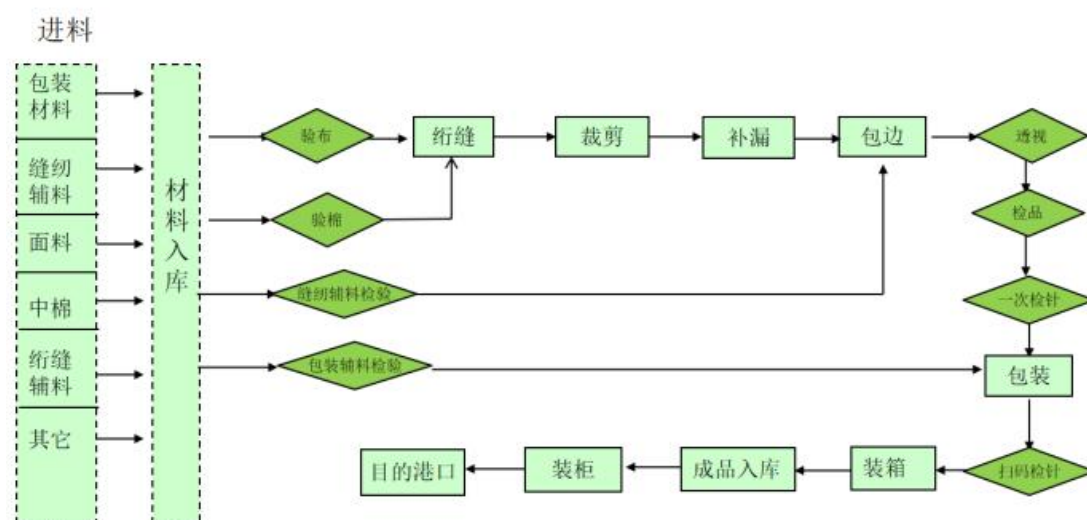 进料
包装
材料
缝纫
辅料
面料
中棉
绗缝
辅料
其它
材料入库
验布
绗缝
裁剪
补漏
包边
透视
验棉
检品
缝纫辅料检验
一次检针
包装辅料检验
包装
目的港口
装柜
成品入库
装箱
扫码检针